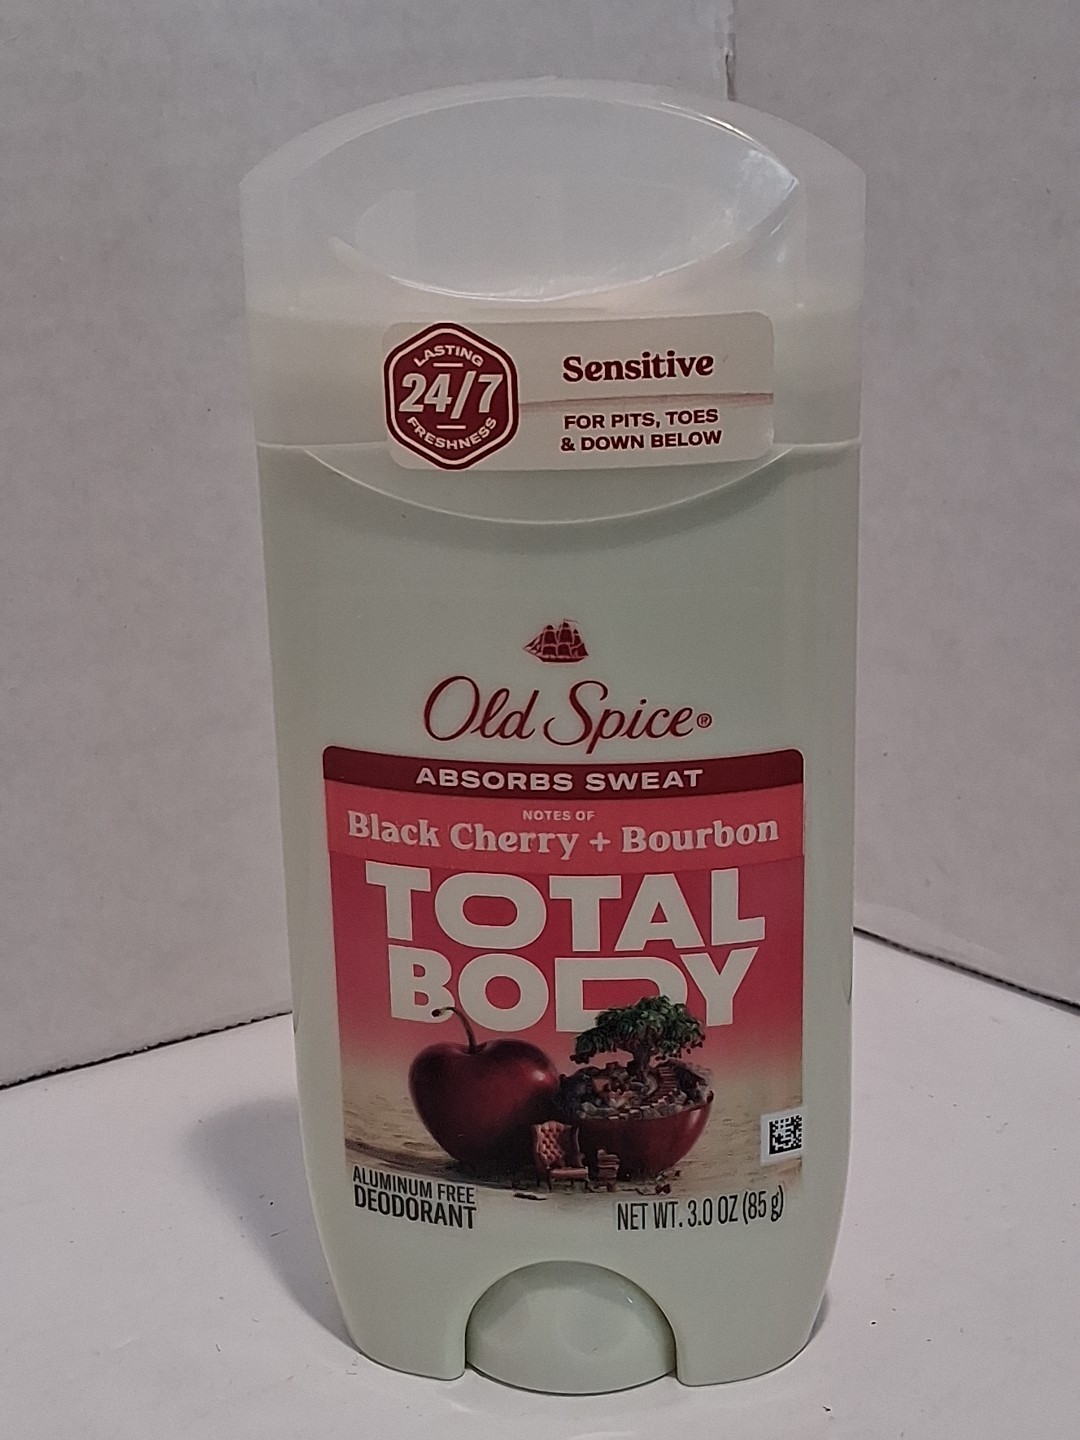 LASTING
24/7
FRESHNESS
Sensitive
FOR PITS, TOES
& DOWN BELOW
Old Spice®
ABSORBS SWEAT
NOTES OF
Black Cherry + Bourbon
TOTAL
BODY
ALUMINUM FREE
DEODORANT
NET WT. 3.0 OZ (85 g)